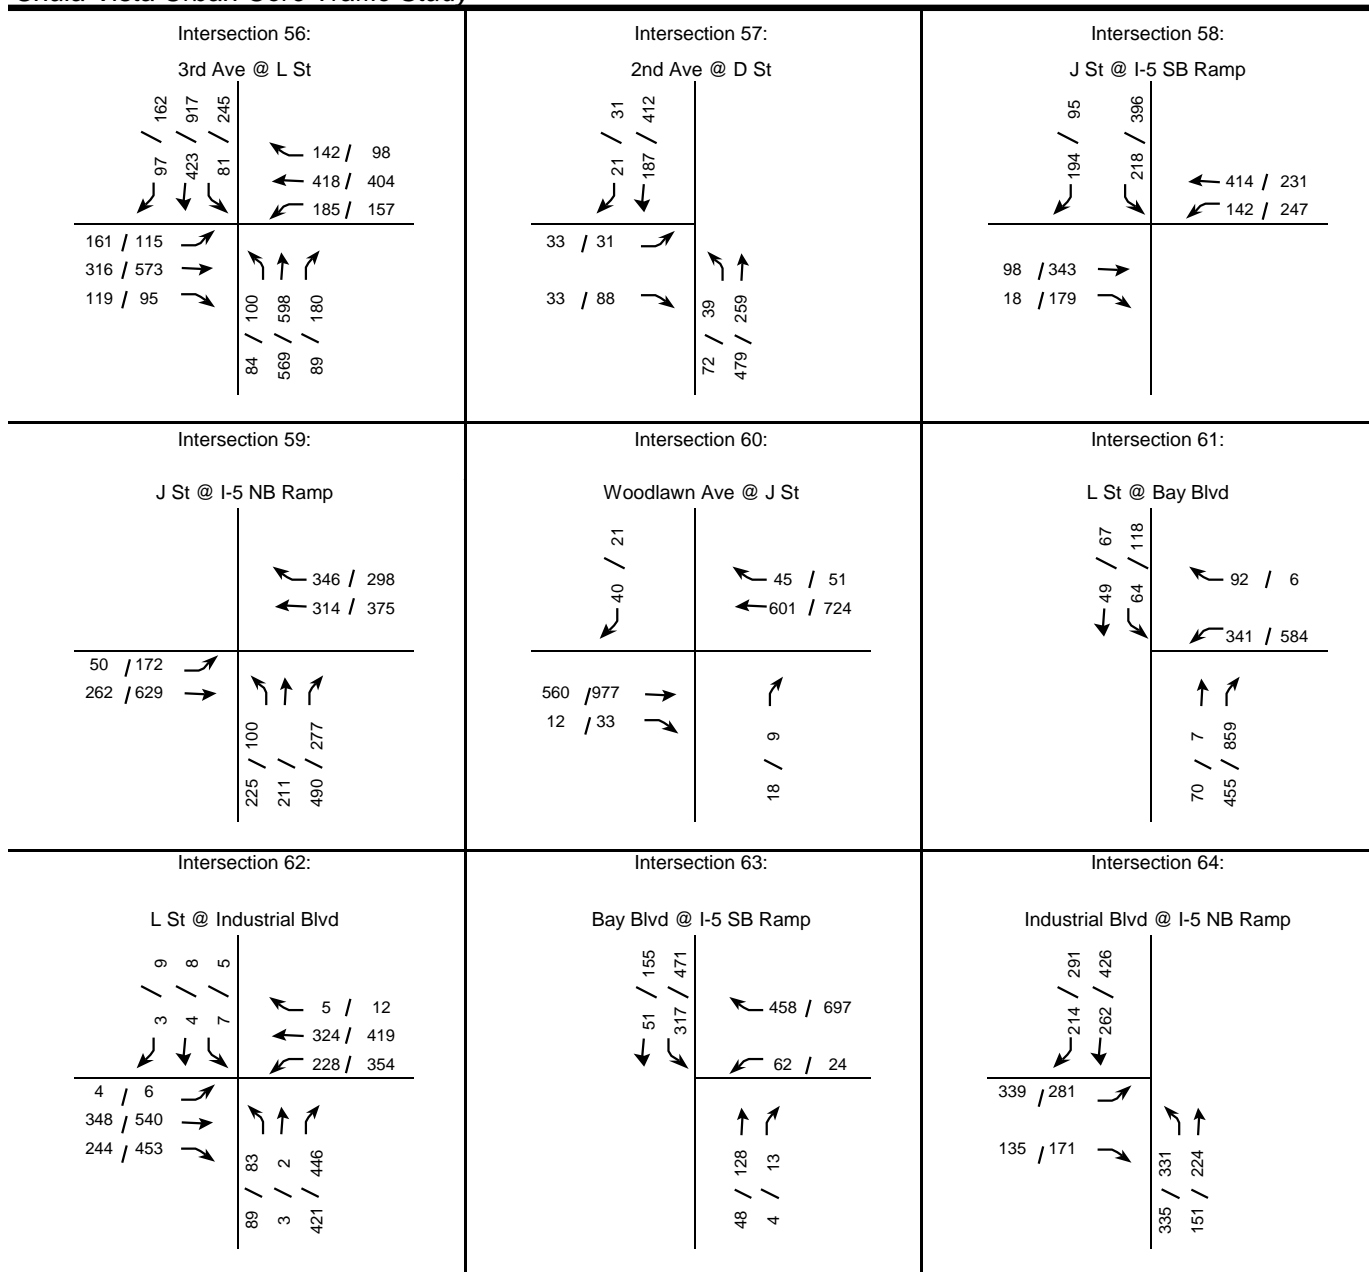 Chula Vista Urban Core Traffic Study
Intersection 56:
3rd Ave @ L St
97 / 162
423 / 917
81 / 245
142 / 98
418 / 404
185 / 157
161 / 115
316 / 573
119 / 95
84 / 100
569 / 598
89 / 180
Intersection 57:
2nd Ave @ D St
21 / 31
187 / 412
33 / 31
33 / 88
72 / 39
479 / 259
Intersection 58:
J St @ I-5 SB Ramp
194 / 95
218 / 396
414 / 231
142 / 247
98 / 343
18 / 179
Intersection 59:
J St @ I-5 NB Ramp
346 / 298
314 / 375
50 / 172
262 / 629
225 / 100
211 /
490 / 277
Intersection 60:
Woodlawn Ave @ J St
40 / 21
45 / 51
601 / 724
560 / 977
12 / 33
18 / 9
Intersection 61:
L St @ Bay Blvd
49 / 67
64 / 118
92 / 6
341 / 584
70 / 7
455 / 859
Intersection 62:
L St @ Industrial Blvd
3 / 9
4 / 8
7 / 5
5 / 12
324 / 419
228 / 354
4 / 6
348 / 540
244 / 453
89 / 83
3 / 2
421 / 446
Intersection 63:
Bay Blvd @ I-5 SB Ramp
51 / 155
317 / 471
458 / 697
62 / 24
48 / 128
4 / 13
Intersection 64:
Industrial Blvd @ I-5 NB Ramp
214 / 291
262 / 426
339 / 281
135 / 171
335 / 331
151 / 224